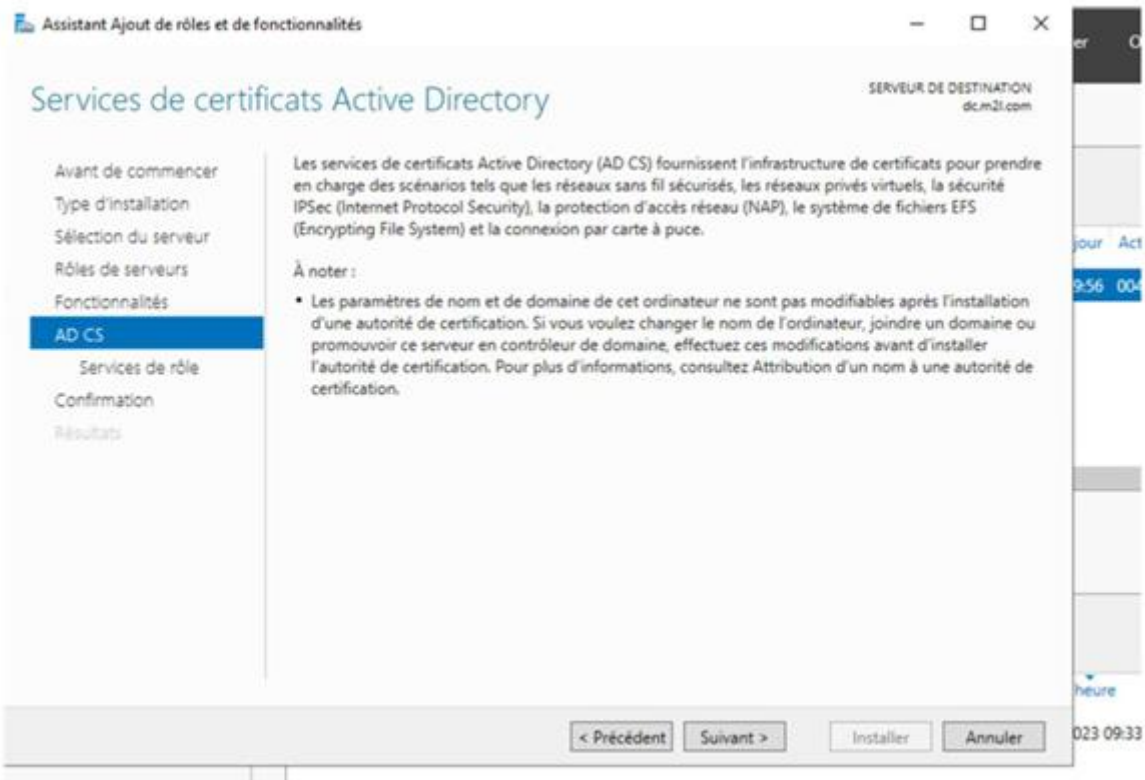 Assistant Ajout de rôles et de fonctionnalités
er
Services de certificats Active Directory
SERVEUR DE DESTINATION
dc.m2l.com
Avant de commencer
Type d'installation
Sélection du serveur
Rôles de serveurs
Fonctionnalités
AD CS
Services de rôle
Confirmation
Résultats
Les services de certificats Active Directory (AD CS) fournissent l'infrastructure de certificats pour prendre
en charge des scénarios tels que les réseaux sans fil sécurisés, les réseaux privés virtuels, la sécurité
IPSec (Internet Protocol Security), la protection d'accès réseau (NAP), le système de fichiers EFS
(Encrypting File System) et la connexion par carte à puce.
À noter :
• Les paramètres de nom et de domaine de cet ordinateur ne sont pas modifiables après l'installation
d'une autorité de certification. Si vous voulez changer le nom de l'ordinateur, joindre un domaine ou
promouvoir ce serveur en contrôleur de domaine, effectuez ces modifications avant d'installer
l'autorité de certification. Pour plus d'informations, consultez Attribution d'un nom à une autorité de
certification.
jour Act
9:56 004
heure
023 09:33
< Précédent
Suivant >
Installer
Annuler